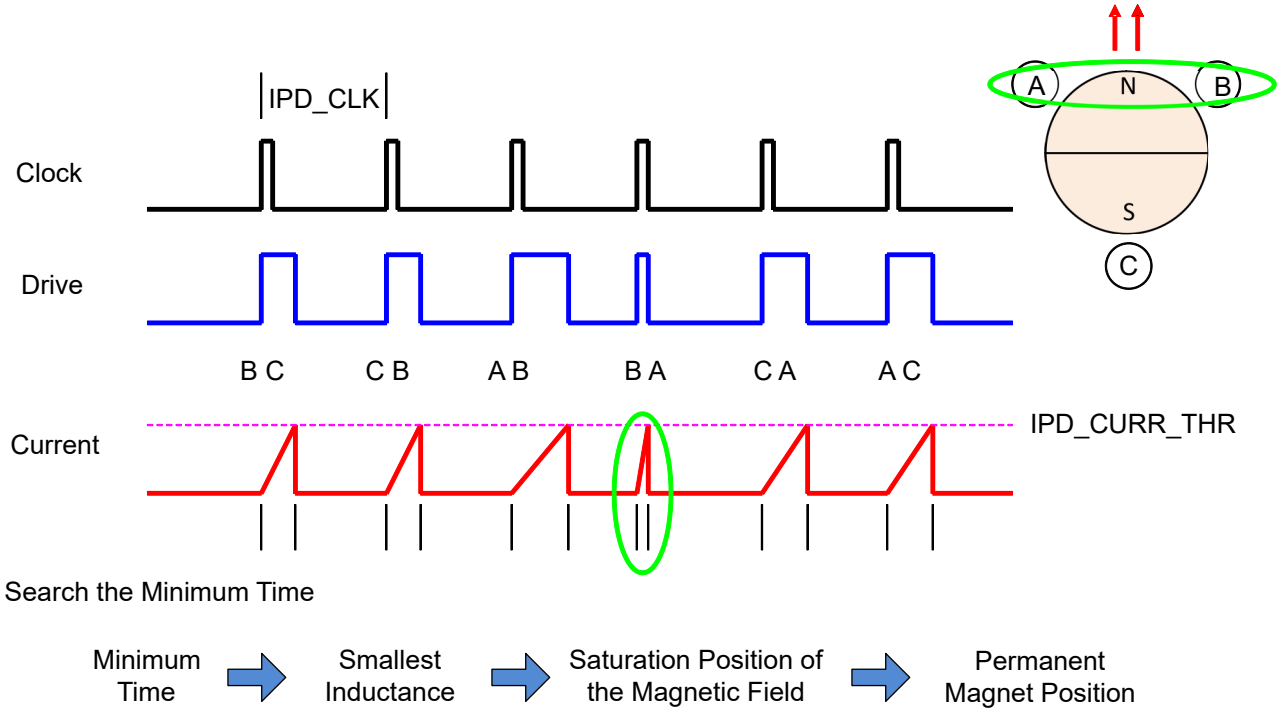 IPD_CLK
A
N
B
Clock
S
C
Drive
B C
C B
A B
B A
C A
A C
IPD_CURR_THR
Current
Search the Minimum Time
Minimum
Time
Smallest
Inductance
Saturation Position of
the Magnetic Field
Permanent
Magnet Position